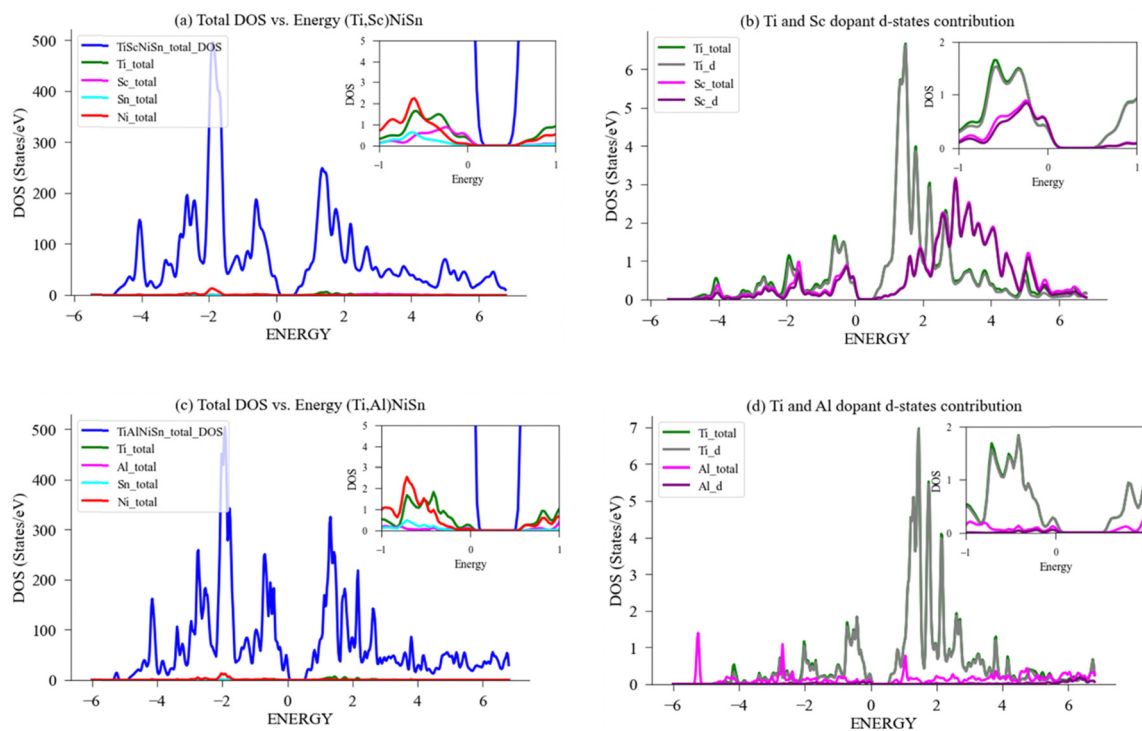 (a) Total DOS vs. Energy (Ti,Sc)NiSn
TiScNiSn_total_DOS
Ti_total
Sc_total
Sn_total
Ni_total
DOS (States/eV)
500
400
300
200
100
0
−6 −4 −2 0 2 4 6
ENERGY
DOS
5
4
3
2
1
0
−1 0 1
Energy
(b) Ti and Sc dopant d-states contribution
Ti_total
Ti_d
Sc_total
Sc_d
DOS (States/eV)
6
5
4
3
2
1
0
−6 −4 −2 0 2 4 6
ENERGY
DOS
2
1
0
−1 0 1
Energy
(c) Total DOS vs. Energy (Ti,Al)NiSn
TiAlNiSn_total_DOS
Ti_total
Al_total
Sn_total
Ni_total
DOS (States/eV)
500
400
300
200
100
0
−6 −4 −2 0 2 4 6
ENERGY
DOS
5
4
3
2
1
0
−1 0 1
Energy
(d) Ti and Al dopant d-states contribution
Ti_total
Ti_d
Al_total
Al_d
DOS (States/eV)
7
6
5
4
3
2
1
0
−6 −4 −2 0 2 4 6
ENERGY
DOS
2
1
0
−1 0
Energy